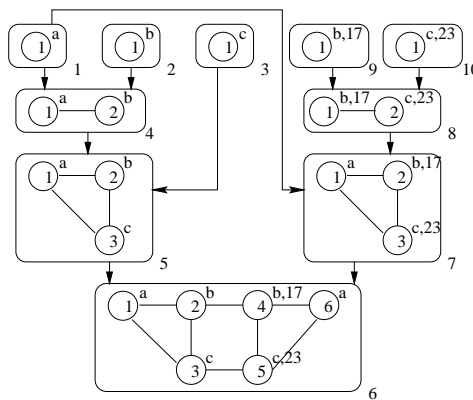 a b c b,17 c,23
1 1 1 1 1
1 2 3 9 10
a b b,17 c,23
1 2 1 2
4 8
a b a b,17
1 2 1 2
c c,23
3 3
5 7
a b b,17 a
1 2 4 6
c c,23
3 5
6